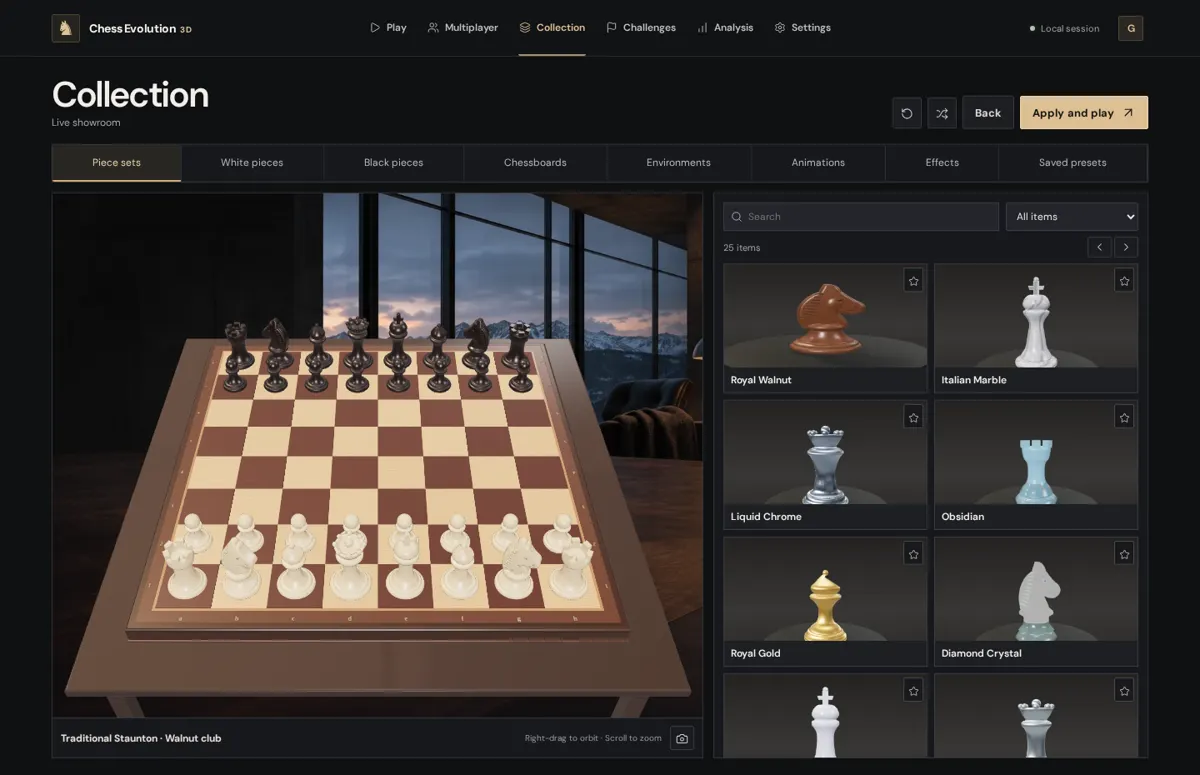 Chess Evolution 3D
Play
Multiplayer
Collection
Challenges
Analysis
Settings
Local session
G
Collection
Live showroom
Back
Apply and play
Piece sets
White pieces
Black pieces
Chessboards
Environments
Animations
Effects
Saved presets
Search
All items
25 items
Royal Walnut
Italian Marble
Liquid Chrome
Obsidian
Royal Gold
Diamond Crystal
a b c d e f g h
Traditional Staunton · Walnut club
Right-drag to orbit · Scroll to zoom